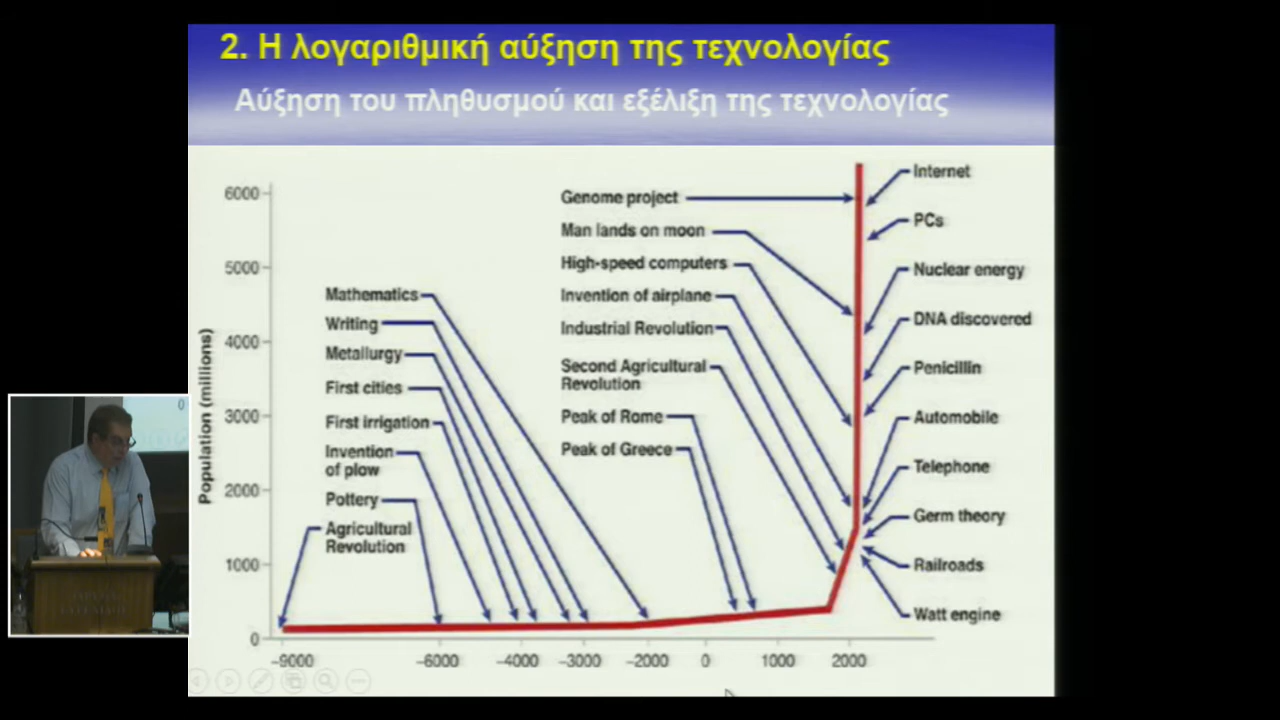 2. Η λογαριθμική αύξηση της τεχνολογίας
Αύξηση του πληθυσμού και εξέλιξη της τεχνολογίας
Population (millions)
6000
5000
4000
3000
2000
1000
0
-9000
-6000
-4000
-3000
-2000
0
1000
2000
Mathematics
Writing
Metallurgy
First cities
First irrigation
Invention
of plow
Pottery
Agricultural
Revolution
Genome project
Man lands on moon
High-speed computers
Invention of airplane
Industrial Revolution
Second Agricultural
Revolution
Peak of Rome
Peak of Greece
Internet
PCs
Nuclear energy
DNA discovered
Penicillin
Automobile
Telephone
Germ theory
Railroads
Watt engine